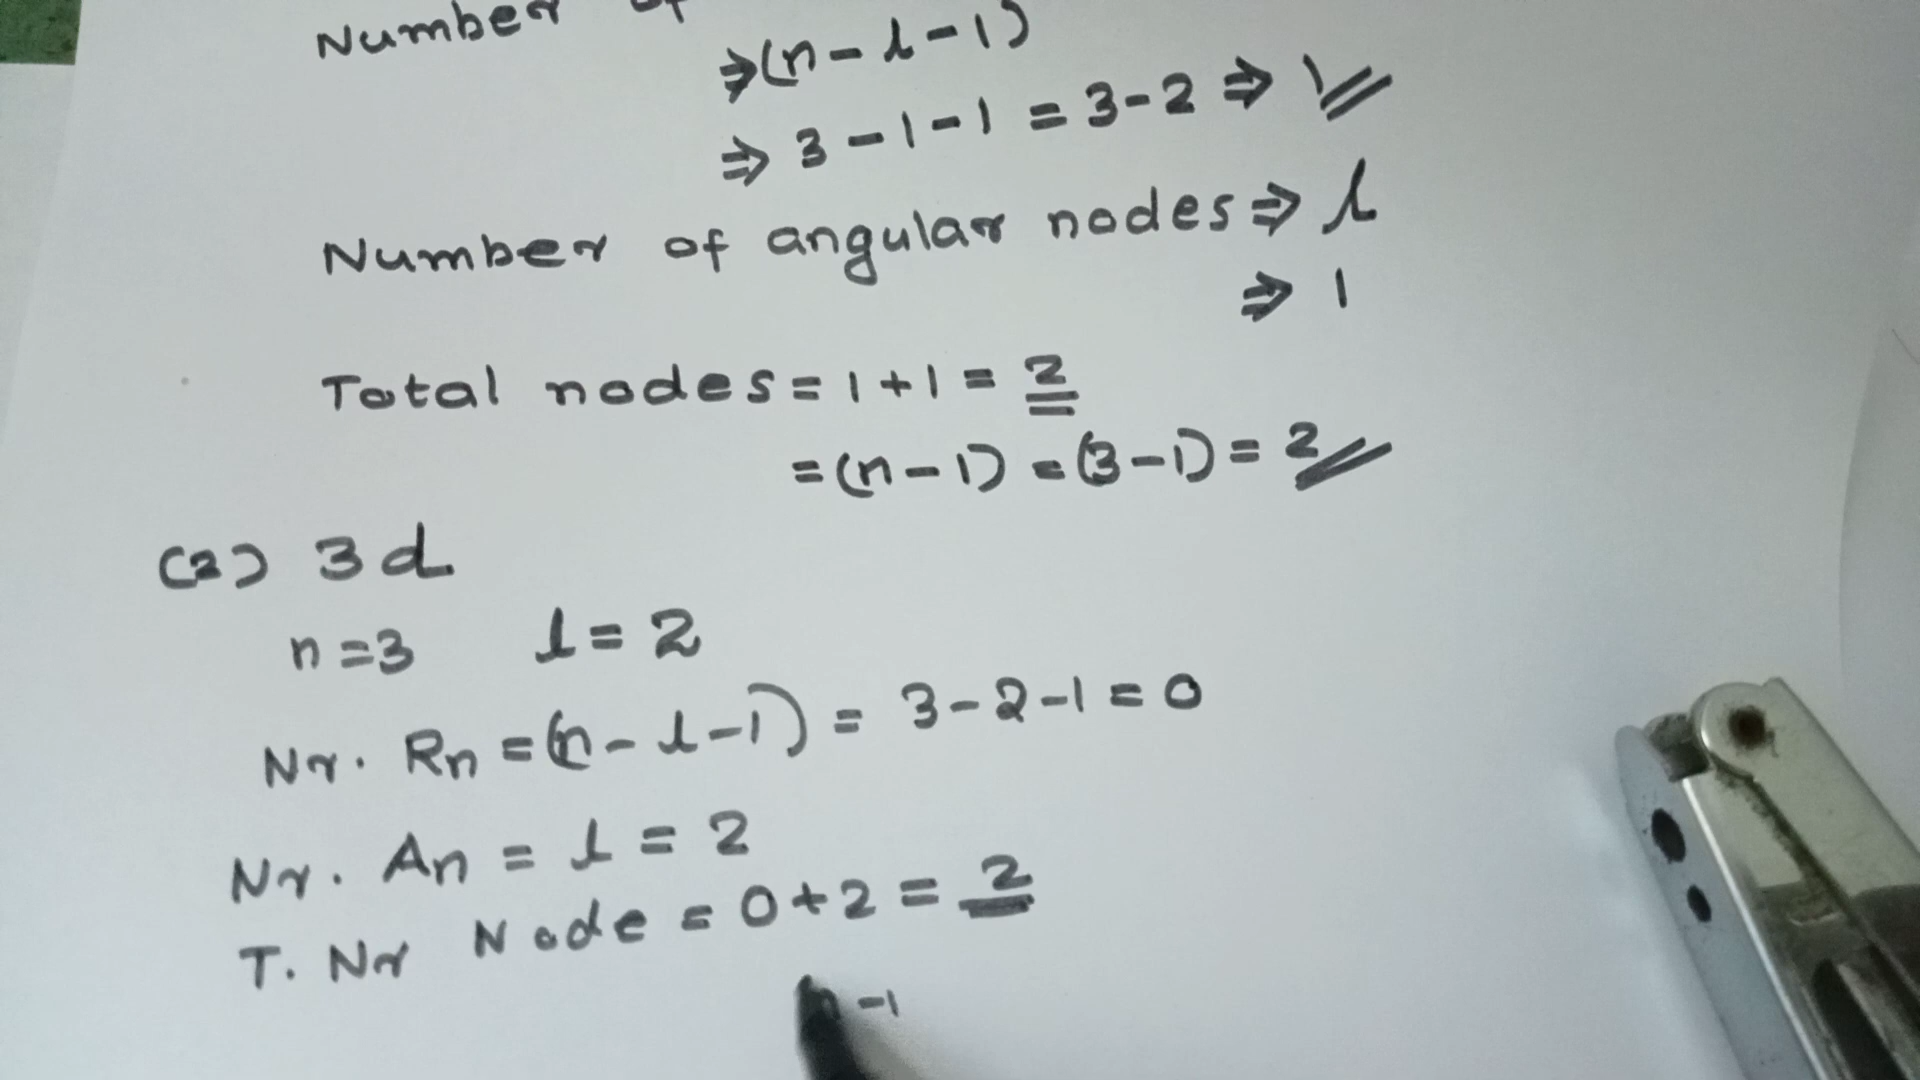 Number of
⇒(n-l-1)
⇒ 3-1-1 = 3-2 ⇒ 1
Number of angular nodes ⇒ l
⇒ 1
Total nodes = 1+1 = 2
=(n-1) = (3-1) = 2
(2) 3d
n=3 l=2
Nr. Rn = (n-l-1) = 3-2-1 = 0
Nr. An = l = 2
T. Nr Node = 0+2 = 2
n-1